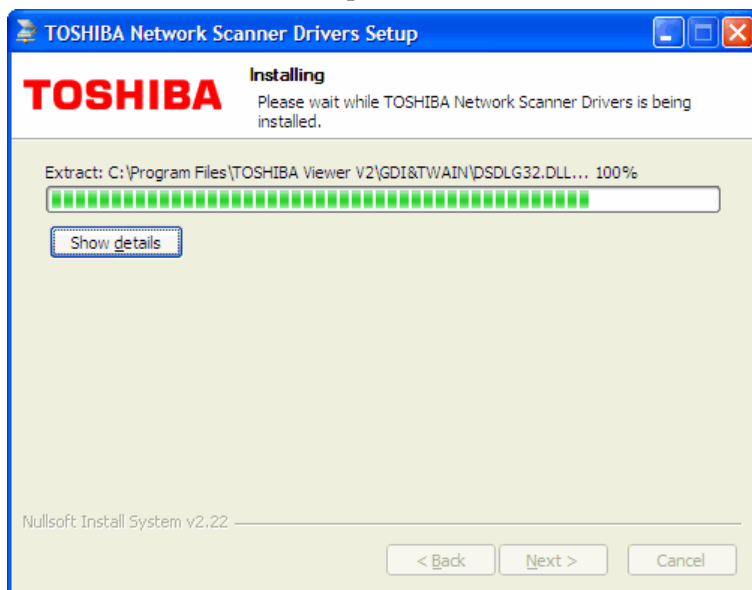 TOSHIBA Network Scanner Drivers Setup
TOSHIBA
Installing
Please wait while TOSHIBA Network Scanner Drivers is being
installed.
Extract: C:\Program Files\TOSHIBA Viewer V2\GDI&TWAIN\DSDLG32.DLL... 100%
Show details
Nullsoft Install System v2.22
< Back Next > Cancel